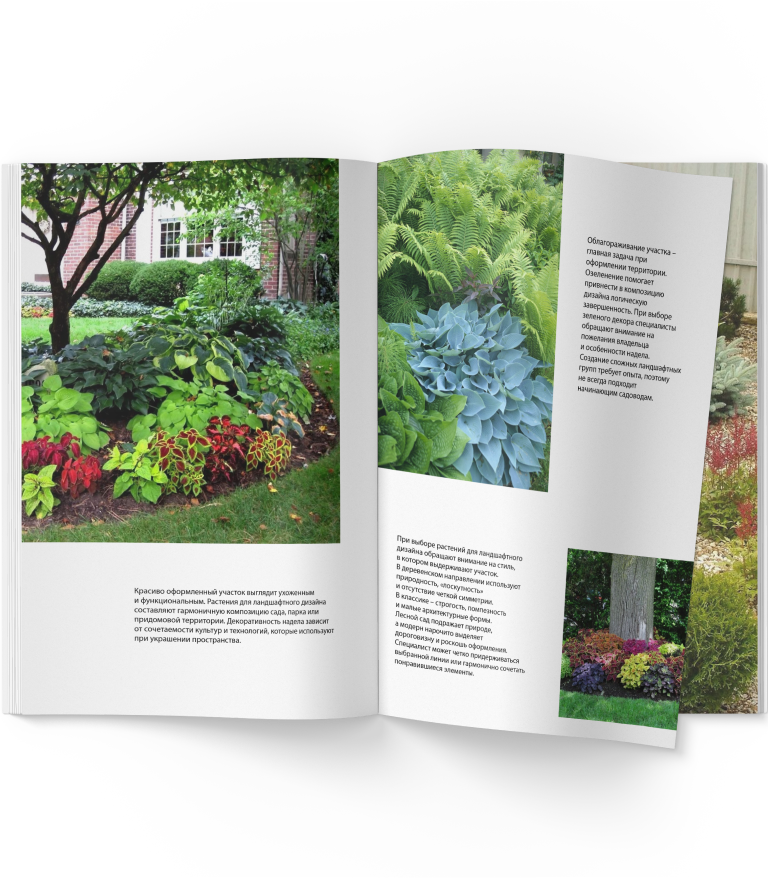 Красиво оформленный участок выглядит ухоженным
и функциональным. Растения для ландшафтного дизайна
составляют гармоничную композицию сада, парка или
придомовой территории. Декоративность надела зависит
от сочетаемости культур и технологий, которые используют
при украшении пространства.
Облагораживание участка –
главная задача при
оформлении территории.
Озеленение помогает
привнести в композицию
дизайна логическую
завершенность. При выборе
зеленого декора специалисты
обращают внимание на
пожелания владельца
и особенности надела.
Создание сложных ландшафтных
групп требует опыта, поэтому
не всегда подходит
начинающим садоводам.
При выборе растений для ландшафтного
дизайна обращают внимание на стиль,
в котором выдерживают участок.
В деревенском направлении используют
природность, «лоскутность»
и отсутствие четкой симметрии.
В классике – строгость, помпезность
и малые архитектурные формы.
Лесной сад подражает природе,
а модерн нарочито выделяет
дороговизну и роскошь оформления.
Специалист может четко придерживаться
выбранной линии или гармонично сочетать
понравившиеся элементы.